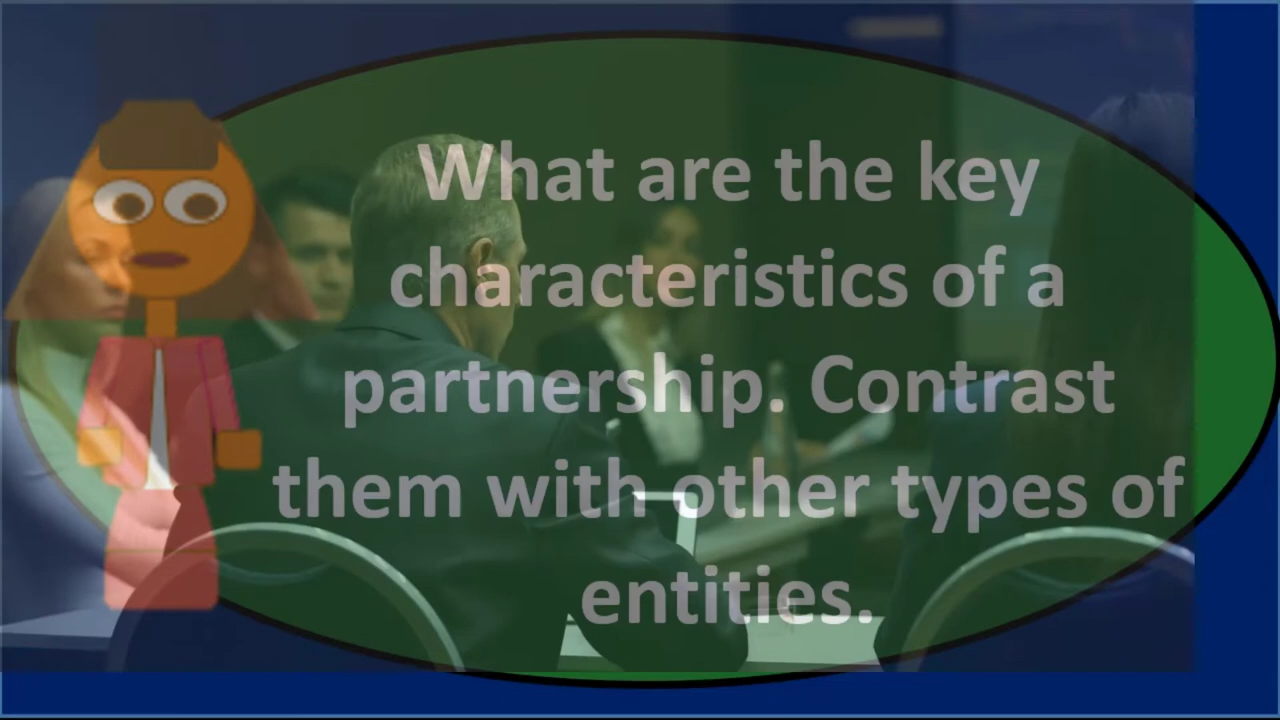 What are the key
characteristics of a
partnership. Contrast
them with other types of
entities.